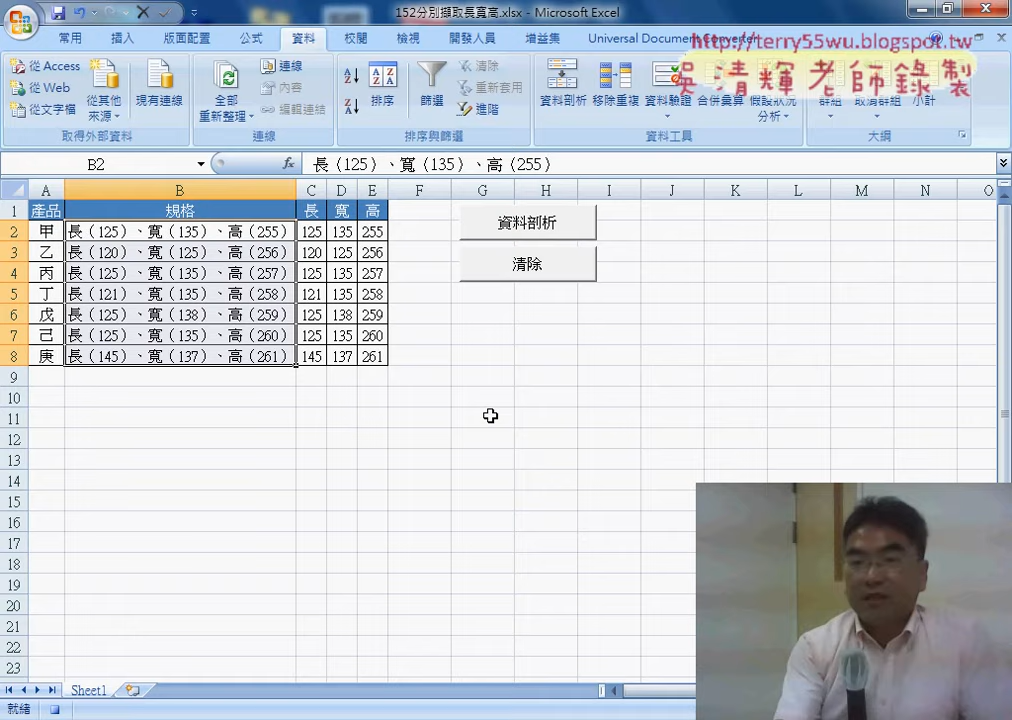 152分別擷取長寬高.xlsx - Microsoft Excel
常用 插入 版面配置 公式 資料 校閱 檢視 開發人員 增益集 Universal Document Converter
http://terry55wu.blogspot.tw
吳清輝老師錄製
從 Access
從 Web
從文字檔
從其他來源
現有連線
取得外部資料
全部重新整理
連線
內容
編輯連結
連線
排序
篩選
清除
重新套用
進階
排序與篩選
資料剖析 移除重複 資料驗證 合併彙算 假設狀況分析
資料工具
群組 取消群組 小計
大綱
B2 fx 長（125）、寬（135）、高（255）
A B C D E F G H I J K L M N O
1 產品 規格 長 寬 高
2 甲 長（125）、寬（135）、高（255） 125 135 255
3 乙 長（120）、寬（125）、高（256） 120 125 256
4 丙 長（125）、寬（135）、高（257） 125 135 257
5 丁 長（121）、寬（135）、高（258） 121 135 258
6 戊 長（125）、寬（138）、高（259） 125 138 259
7 己 長（125）、寬（135）、高（260） 125 135 260
8 庚 長（145）、寬（137）、高（261） 145 137 261
資料剖析
清除
9
10
11
12
13
14
15
16
17
18
19
20
21
22
23
Sheet1
就緒